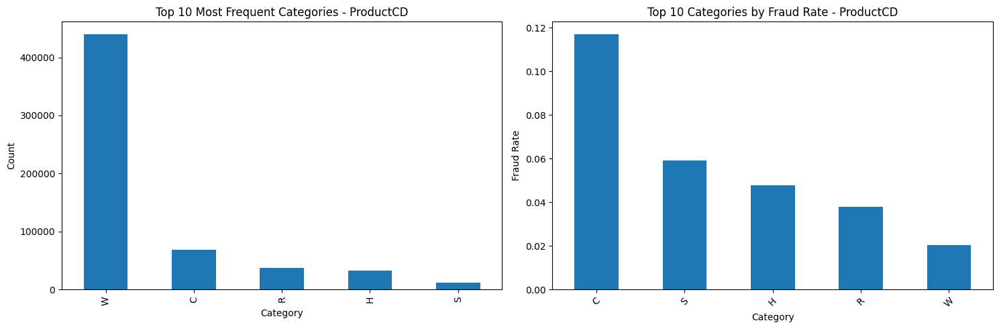 Top 10 Most Frequent Categories - ProductCD
400000
300000
200000
100000
0
Count
W
C
R
H
S
Category
Top 10 Categories by Fraud Rate - ProductCD
0.12
0.10
0.08
0.06
0.04
0.02
0.00
Fraud Rate
C
S
H
R
W
Category